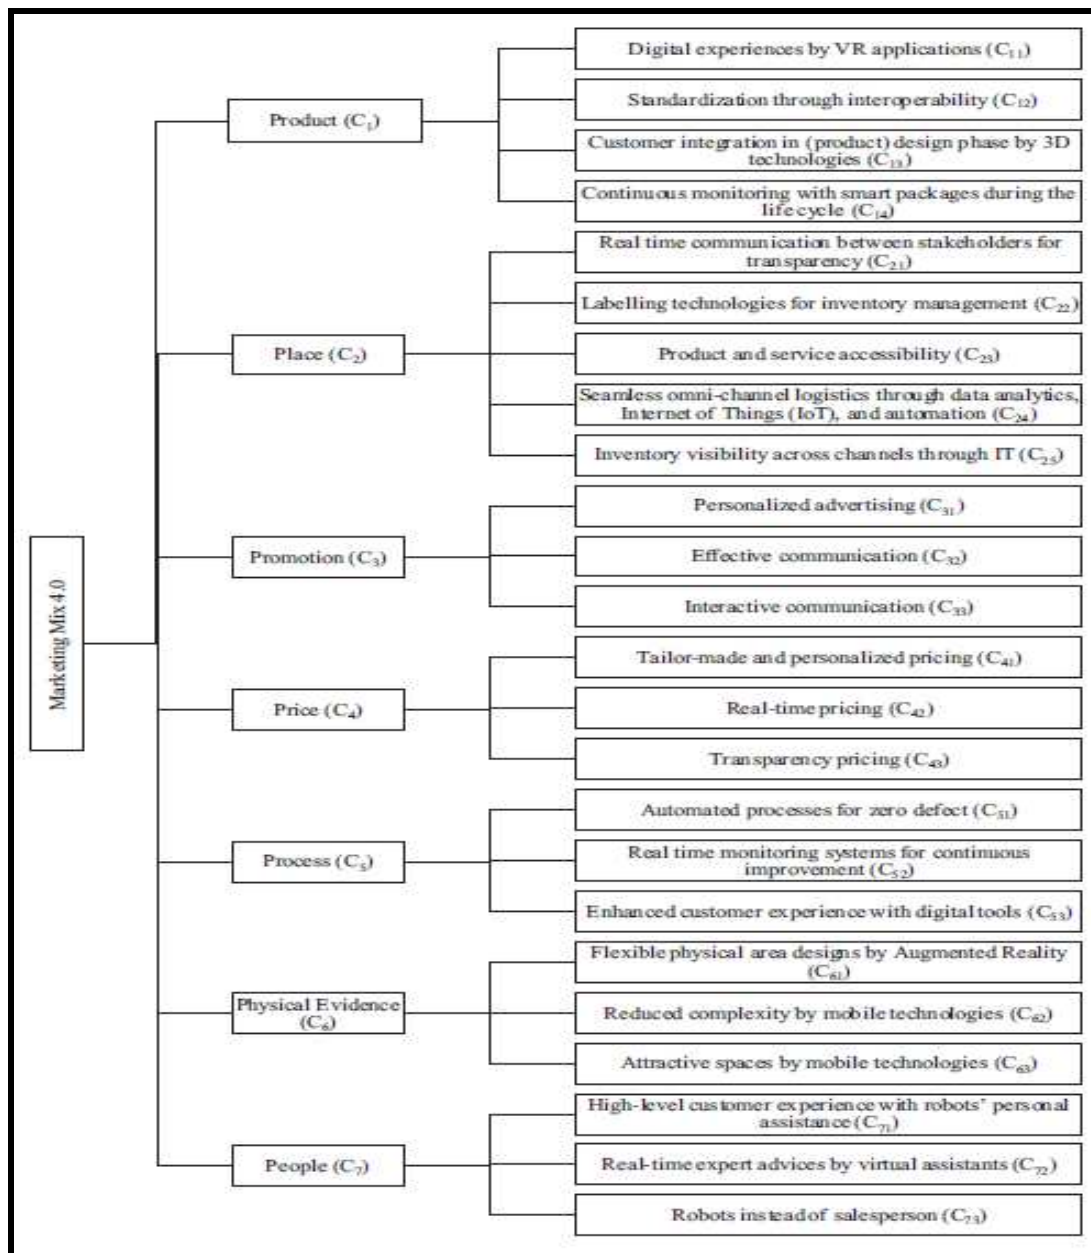 Marketing Mix 4.0
Product (C1)
Digital experiences by VR applications (C11)
Standardization through interoperability (C12)
Customer integration in (product) design phase by 3D
technologies (C13)
Continuous monitoring with smart packages during the
life cycle (C14)
Place (C2)
Real time communication between stakeholders for
transparency (C21)
Labelling technologies for inventory management (C22)
Product and service accessibility (C23)
Seamless omni-channel logistics through data analytics,
Internet of Things (IoT), and automation (C24)
Inventory visibility across channels through IT (C25)
Promotion (C3)
Personalized advertising (C31)
Effective communication (C32)
Interactive communication (C33)
Price (C4)
Tailor-made and personalized pricing (C41)
Real-time pricing (C42)
Transparency pricing (C43)
Process (C5)
Automated processes for zero defect (C51)
Real time monitoring systems for continuous
improvement (C52)
Enhanced customer experience with digital tools (C53)
Physical Evidence
(C6)
Flexible physical area designs by Augmented Reality
(C61)
Reduced complexity by mobile technologies (C62)
Attractive spaces by mobile technologies (C63)
People (C7)
High-level customer experience with robots' personal
assistance (C71)
Real-time expert advices by virtual assistants (C72)
Robots instead of salesperson (C73)